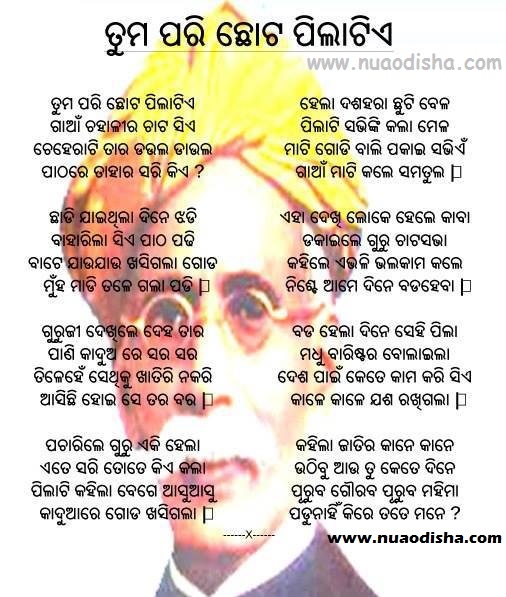 ତୁମ ପରି ଛୋଟ ପିଲାଟିଏ
www.nuaodisha.com
ତୁମ ପରି ଛୋଟ ପିଲାଟିଏ
ଗାଆଁ ଚହାଳୀର ଚାଟ ସିଏ
ଚେହେରାଟି ତାର ଡଉଲ ଡାଉଲ
ପାଠରେ ତାହାର ସରି କିଏ ?
ଛାଡି ଯାଇଥିଲା ଦିନେ ଝଡି
ବାହାରିଲା ସିଏ ପାଠ ପଢି
ବାଟେ ଯାଉଯାଉ ଖସିଗଲା ଗୋଡ
ମୁଁହ ମାଡି ତଳେ ଗଲା ପଡି |
ଗୁରୁଜୀ ଦେଖିଲେ ଦେହ ତାର
ପାଣି କାଦୁଅ ରେ ସର ସର
ତିଳେହେଁ ସେଥିକୁ ଖାତିରି ନକରି
ଆସିଛି ହୋଇ ସେ ତର ବର |
ପଚାରିଲେ ଗୁରୁ ଏକି ହେଲା
ଏତେ ସରି ତୋତେ କିଏ କଲା
ପିଲାଟି କହିଲା ବେଗେ ଆସୁଆସୁ
କାଦୁଆରେ ଗୋଡ ଖସିଗଲା |
ହେଲା ଦଶହରା ଛୁଟି ବେଳ
ପିଲାଟି ସଭିଙ୍କି କଲା ମେଳ
ମାଟି ଗୋଡି ବାଲି ପକାଇ ସଭିଏଁ
ଗାଆଁ ମାଟି କଲେ ସମତୁଲ |
ଏହା ଦେଖି ଲୋକେ ହେଲେ କାବା
ଡକାଇଲେ ଗୁରୁ ଚାଟସଭା
କହିଲେ ଏଭଳି ଭଲକାମ କଲେ
ନିଶ୍ଚେ ଆମେ ଦିନେ ବଡହେବା |
ବଡ ହେଲା ଦିନେ ସେହି ପିଲା
ମଧୁ ବାରିଷ୍ଟର ବୋଲାଇଲା
ଦେଶ ପାଇଁ କେତେ କାମ କରି ସିଏ
କାଳେ କାଳେ ଯଶ ରଖିଗଲା |
କହିଲା ଜାତିର କାନେ କାନେ
ଉଠିବୁ ଆଉ ତୁ କେତେ ଦିନେ
ପୂରୁବ ଗୌରବ ପୂରୁବ ମହିମା
ପଡୁନାହିଁ କିରେ ତତେ ମନେ ?
------x------
www.nuaodisha.com